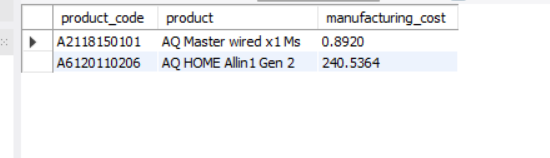 product_code product manufacturing_cost
A2118150101 AQ Master wired x1 Ms 0.8920
A6120110206 AQ HOME Allin1 Gen 2 240.5364